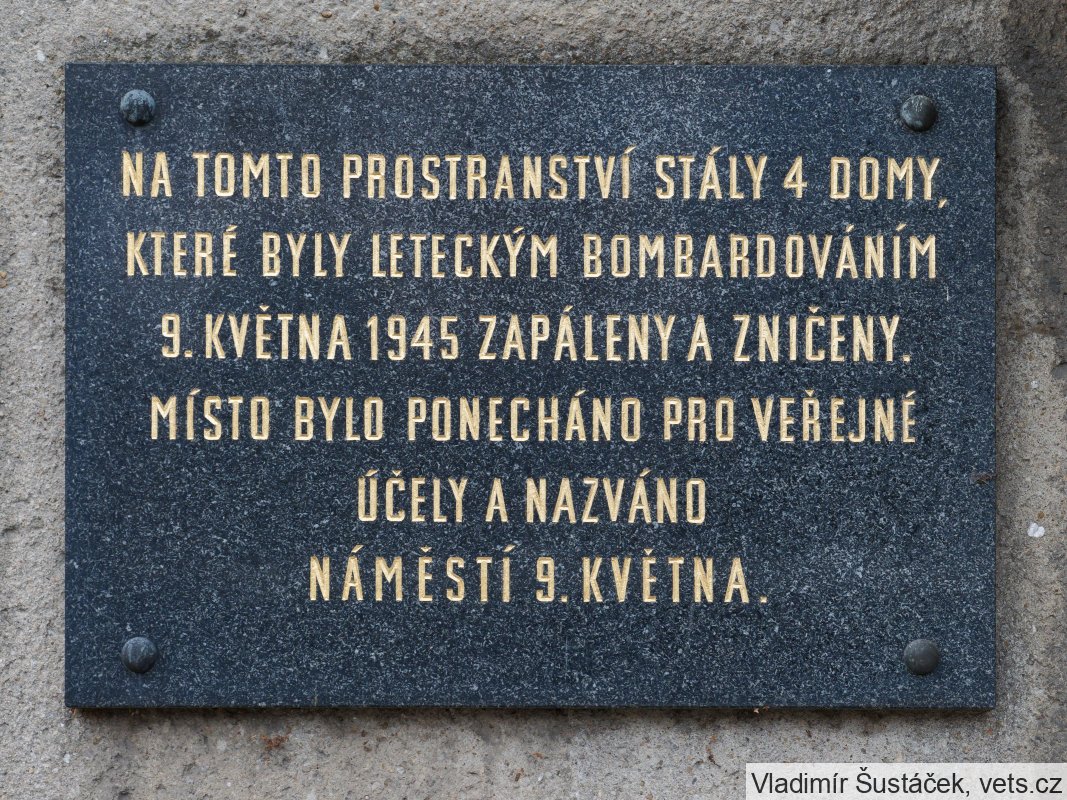 NA TOMTO PROSTRANSTVÍ STÁLY 4 DOMY,
KTERÉ BYLY LETECKÝM BOMBARDOVÁNÍM
9. KVĚTNA 1945 ZAPÁLENY A ZNIČENY.
MÍSTO BYLO PONECHÁNO PRO VEŘEJNÉ
ÚČELY A NAZVÁNO
NÁMĚSTÍ 9. KVĚTNA.
Vladimír Šustáček, vets.cz